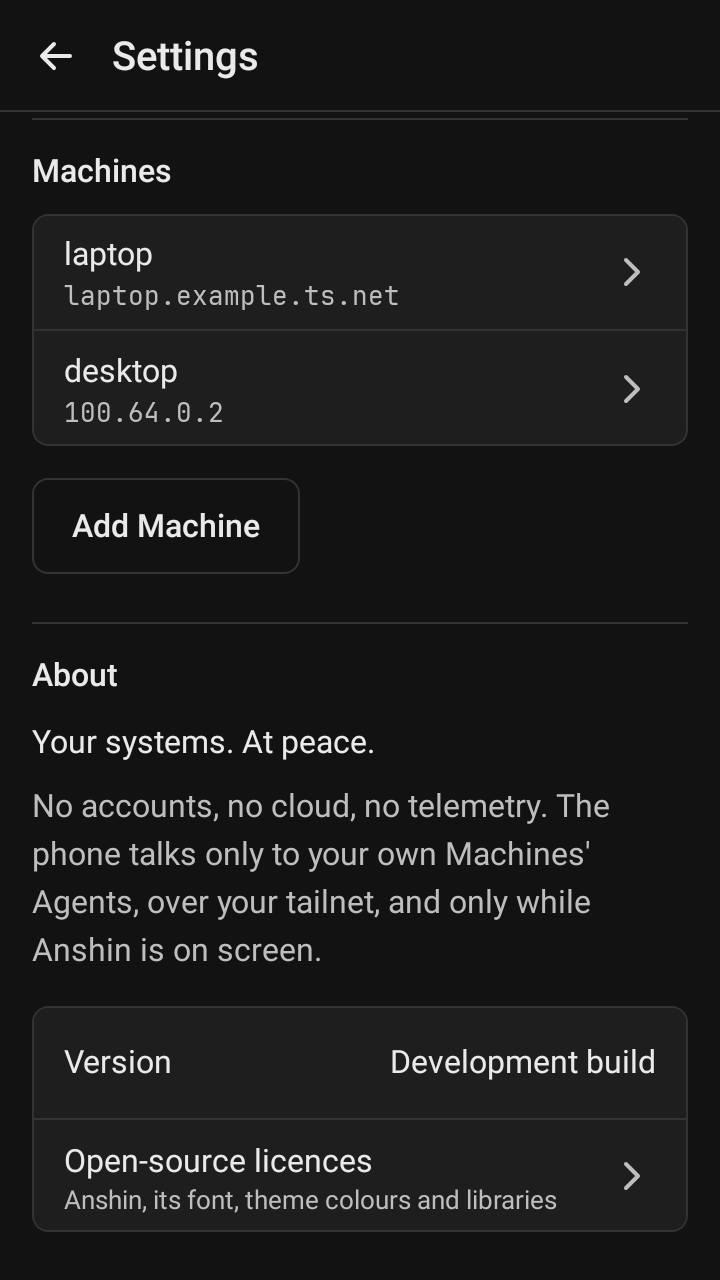 Settings
Machines
laptop
laptop.example.ts.net
desktop
100.64.0.2
Add Machine
About
Your systems. At peace.
No accounts, no cloud, no telemetry. The
phone talks only to your own Machines'
Agents, over your tailnet, and only while
Anshin is on screen.
Version
Development build
Open-source licences
Anshin, its font, theme colours and libraries